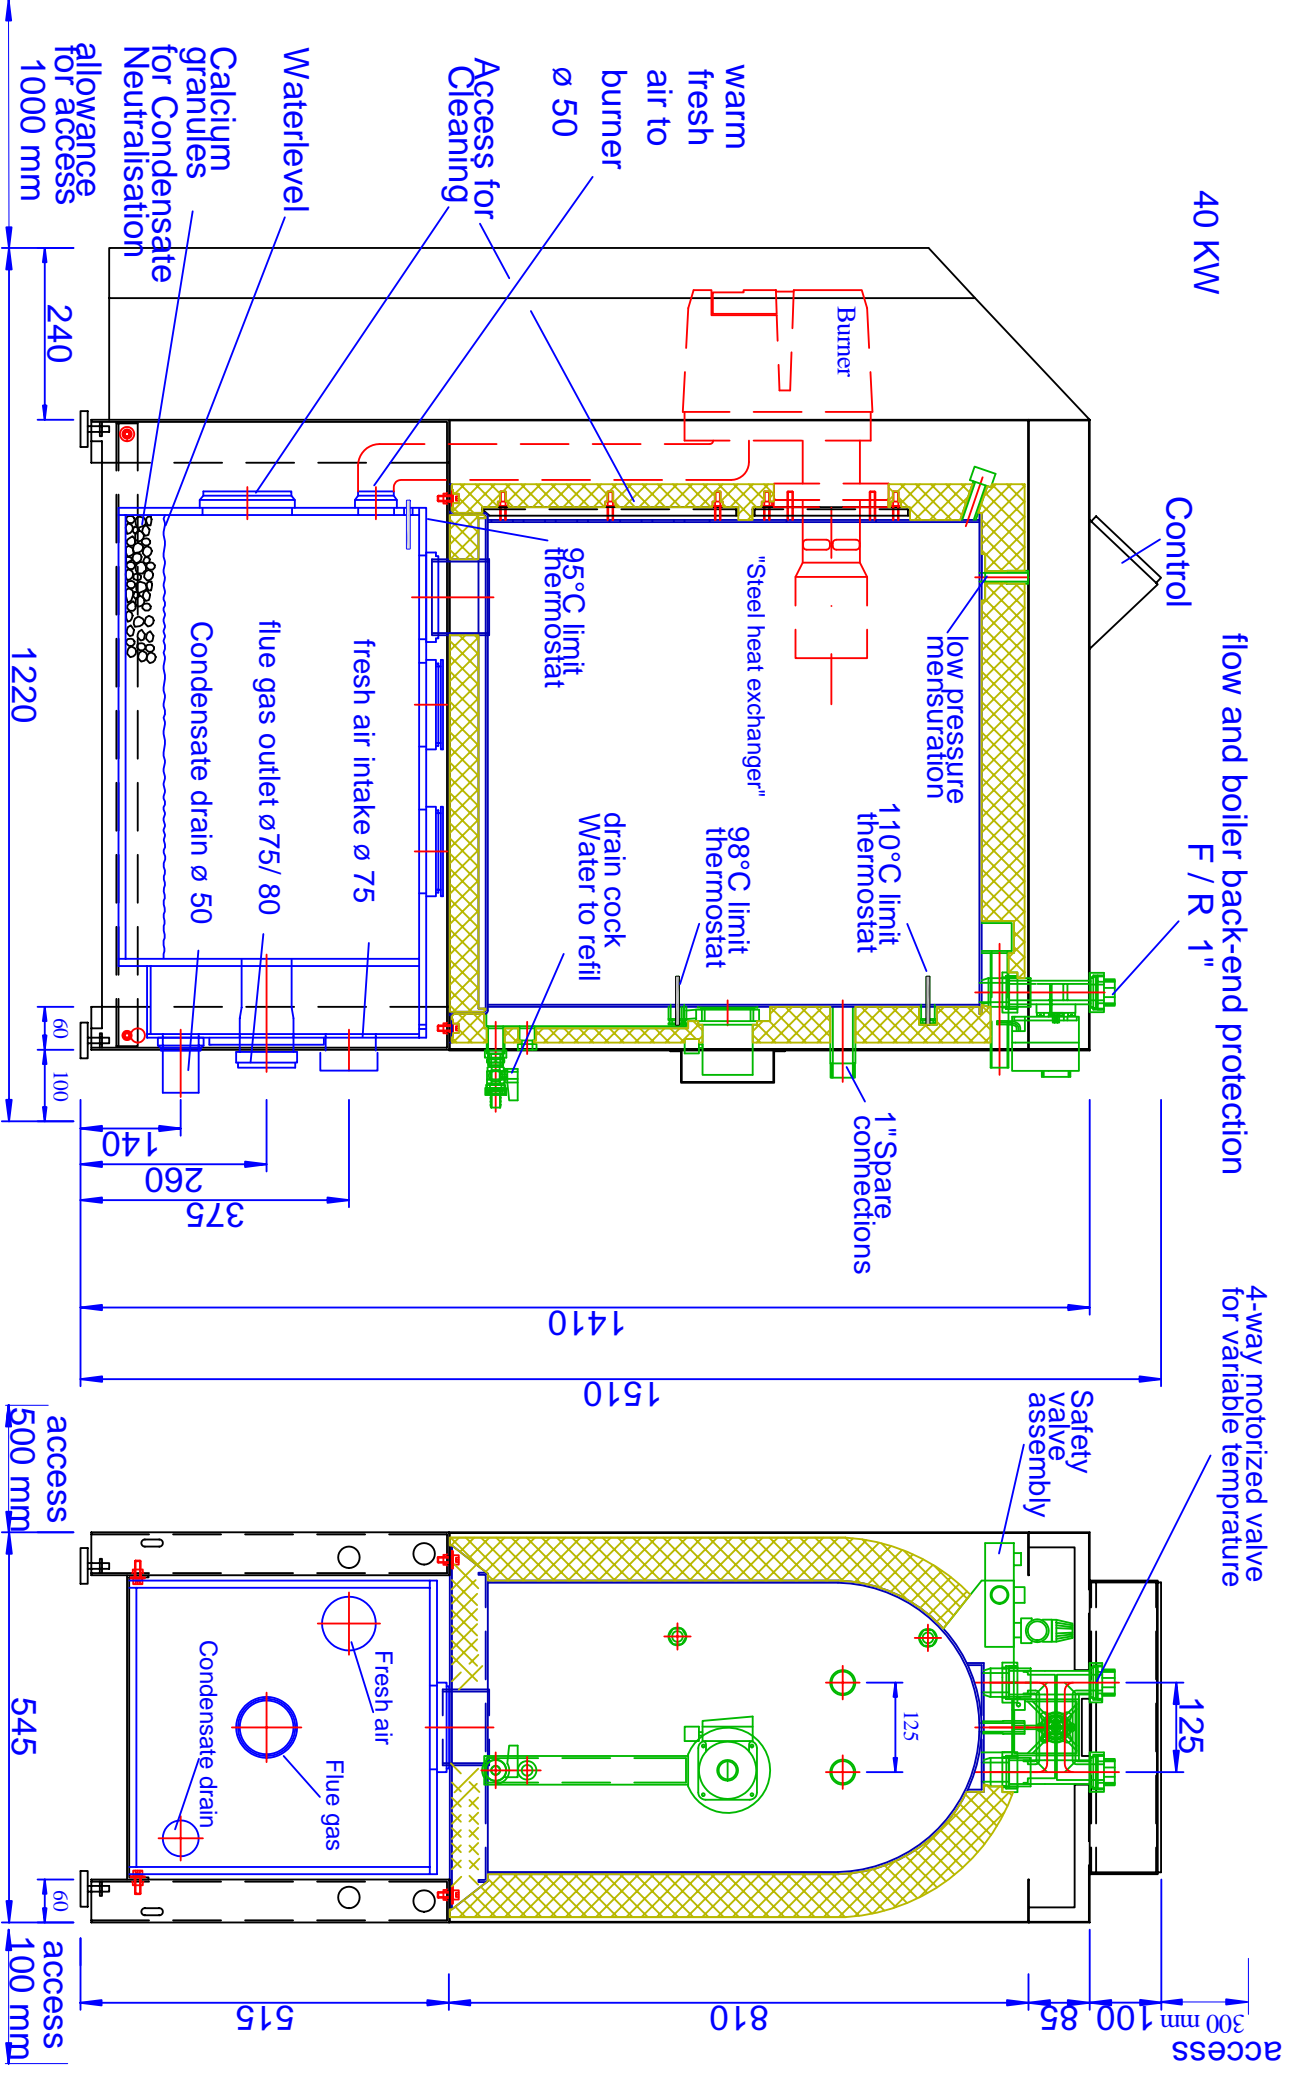 40 KW
warm
fresh
air to
burner
ø 50
Access for
Cleaning
Waterlevel
Calcium
granules
for Condensate
Neutralisation
allowance
for access
1000 mm
240
1220
60
100
Burner
Control
flow and boiler back-end protection
F / R 1"
low pressure
mensuration
"Steel heat exchanger"
95°C limit
thermostat
110°C limit
thermostat
98°C limit
thermostat
drain cock
Water to refil
fresh air intake ø 75
flue gas outlet ø75/ 80
Condensate drain ø 50
1"Spare
connections
140
260
375
1410
1510
4-way motorized valve
for variable temprature
Safety
valve
assembly
access
500 mm
125
125
Fresh air
Flue gas
Condensate drain
545
60
access
100 mm
515
810
85
100
300 mm
access